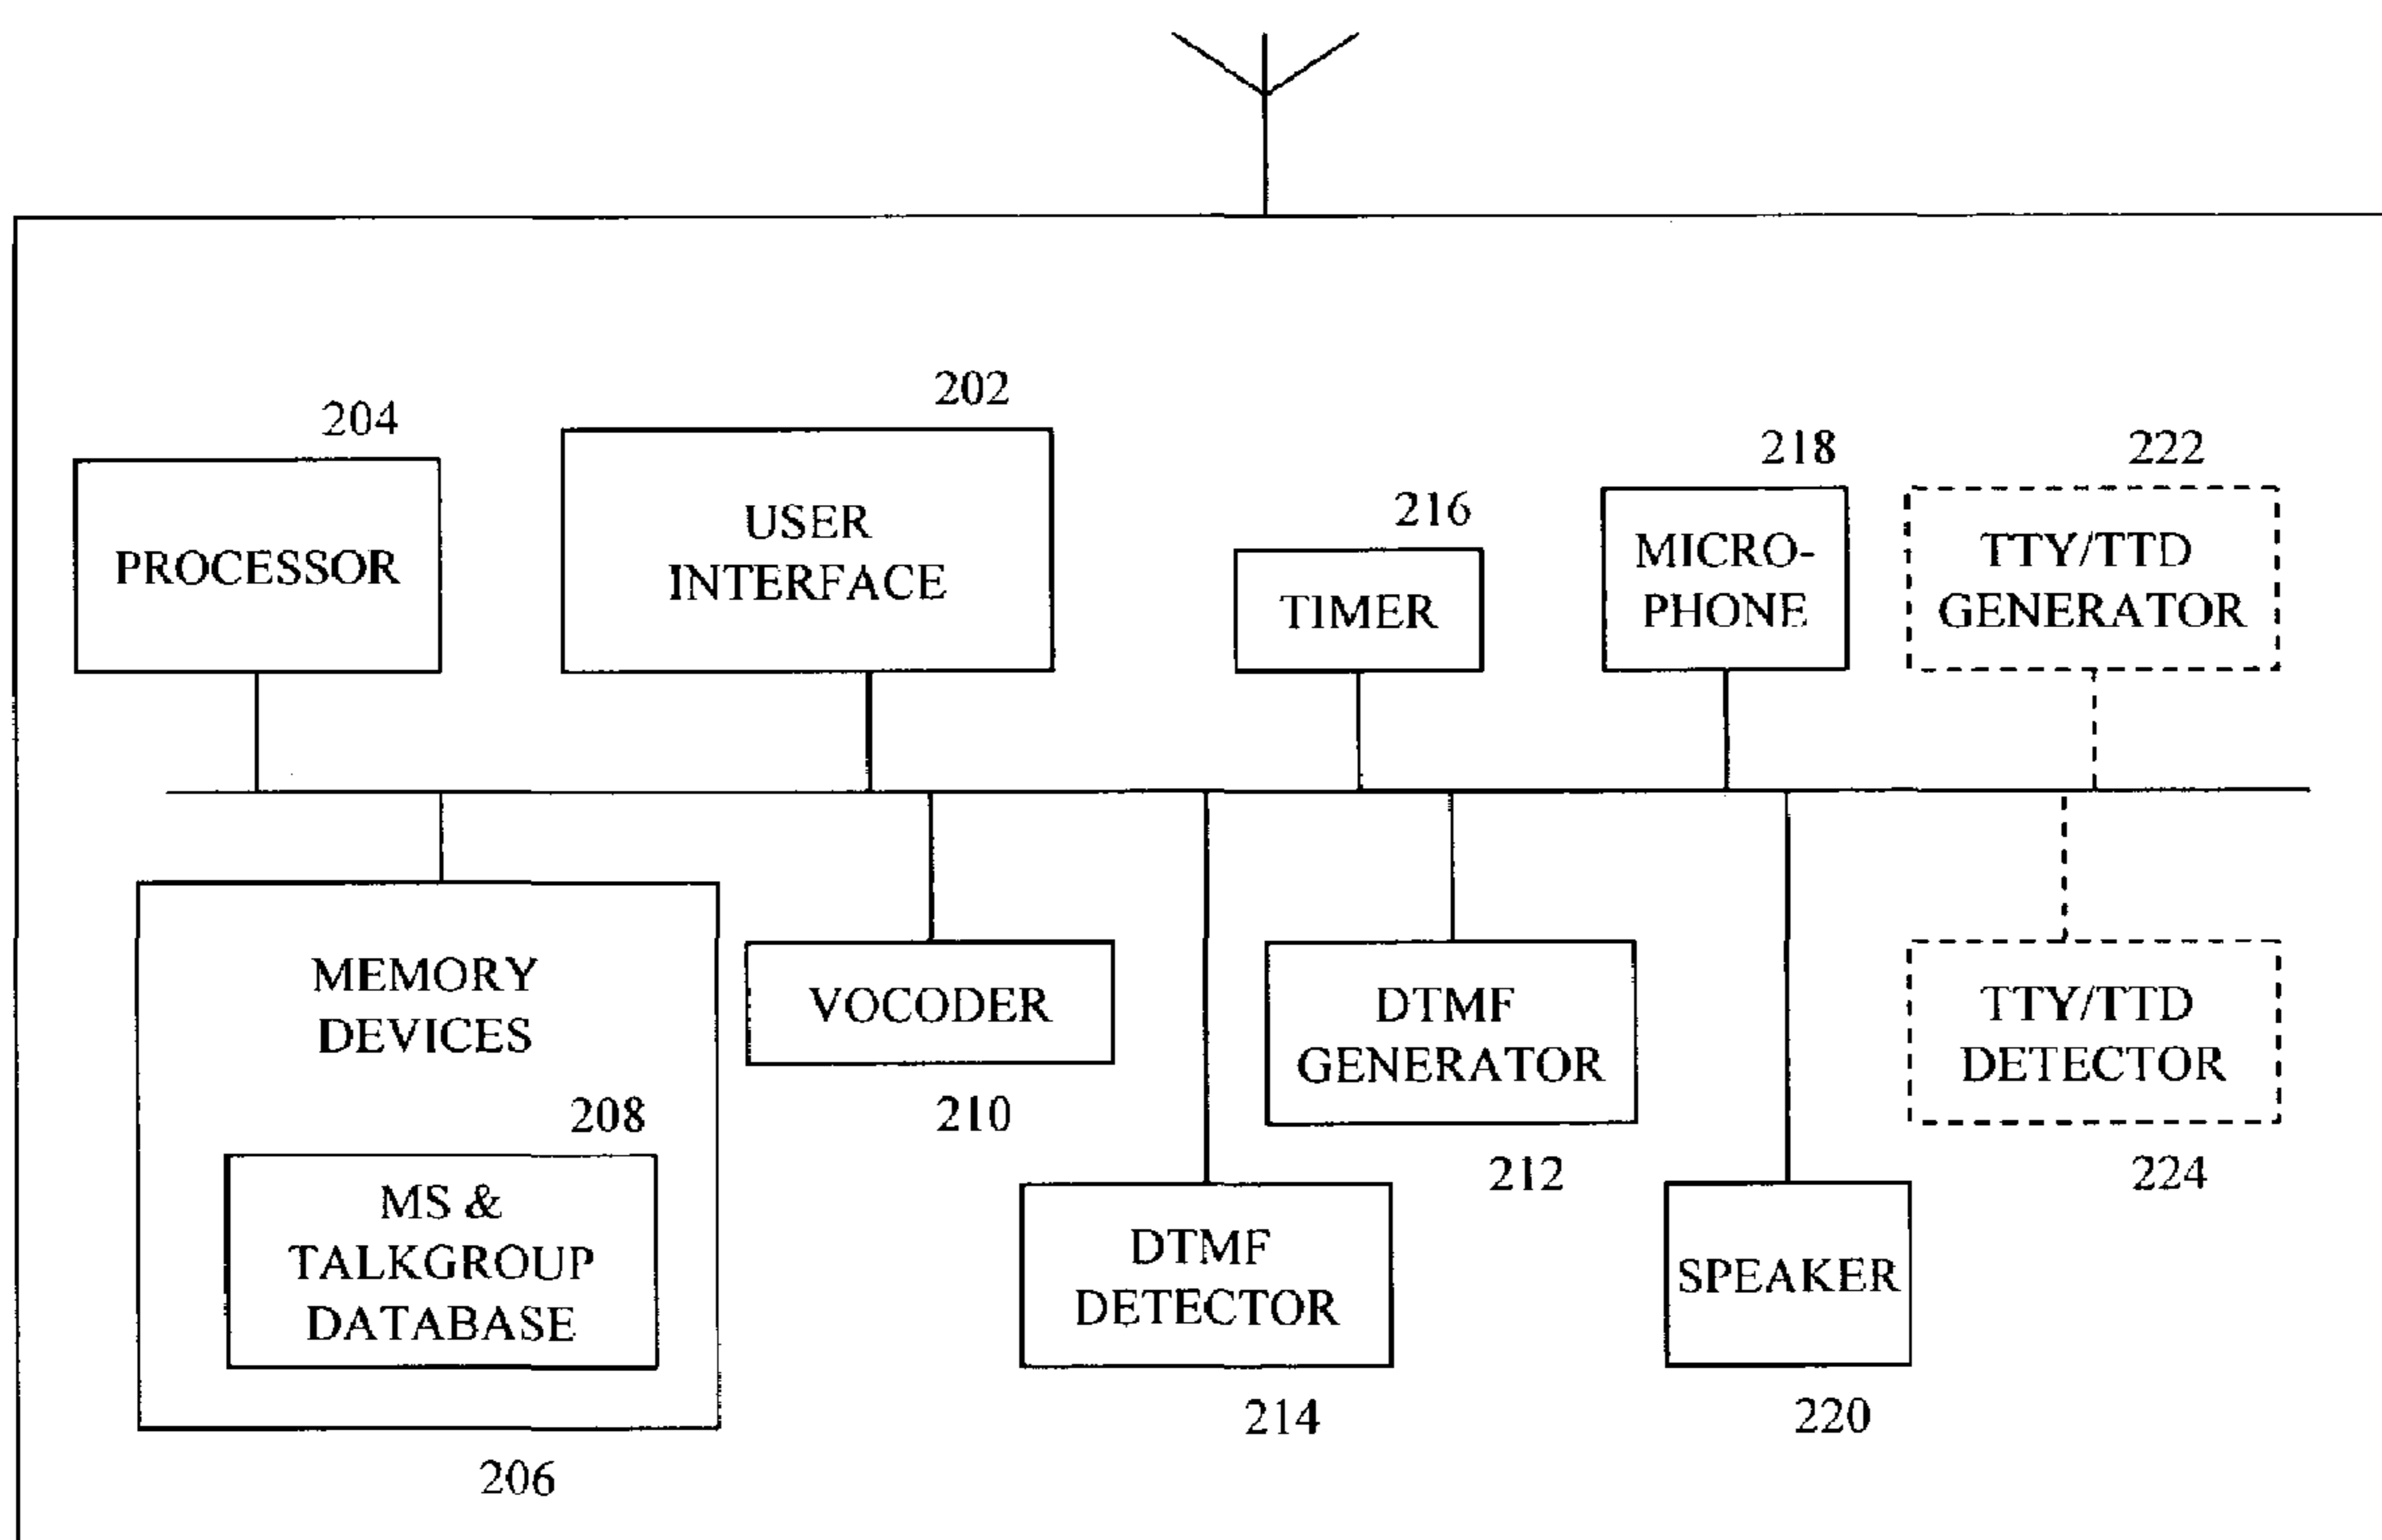 202
204
218
222
216
PROCESSOR
USER
INTERFACE
TIMER
MICRO-
PHONE
TTY/TTD
GENERATOR
MEMORY
DEVICES
208
MS &
TALKGROUP
DATABASE
206
VOCODER
210
DTMF
GENERATOR
212
DTMF
DETECTOR
214
SPEAKER
220
TTY/TTD
DETECTOR
224